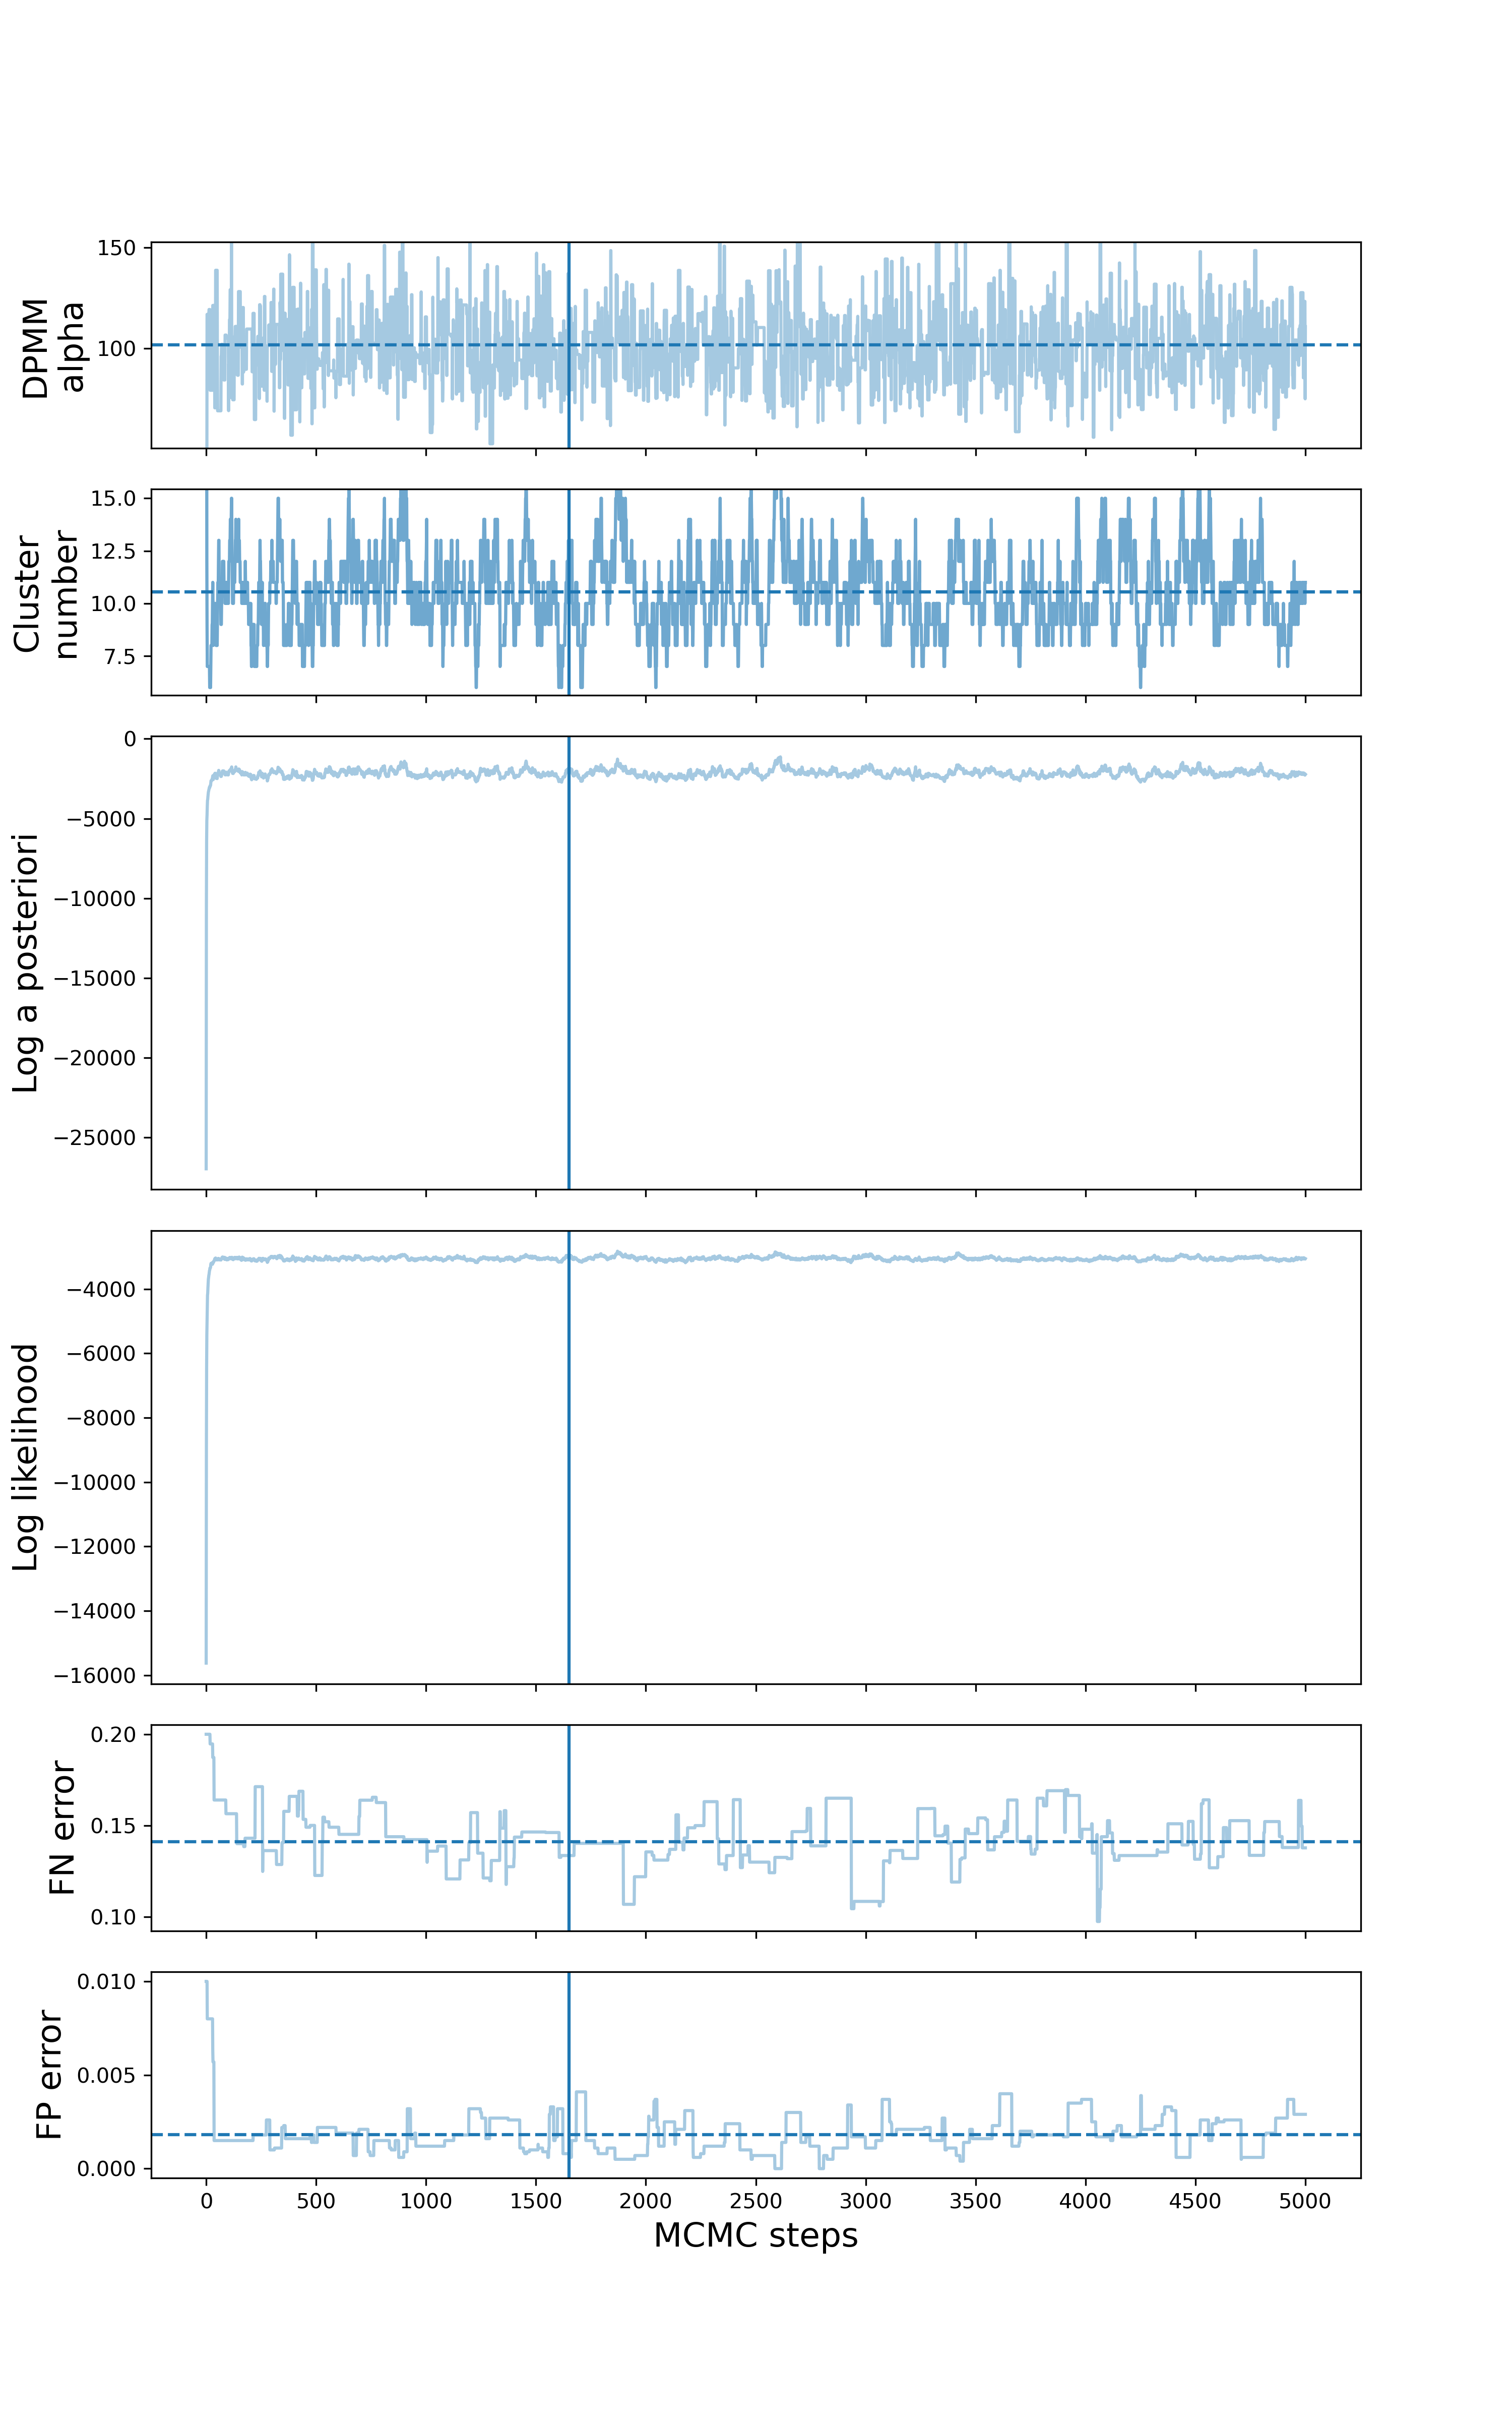 DPMM
alpha
150
100
Cluster
number
15.0
12.5
10.0
7.5
Log a posteriori
0
−5000
−10000
−15000
−20000
−25000
Log likelihood
−4000
−6000
−8000
−10000
−12000
−14000
−16000
FN error
0.20
0.15
0.10
FP error
0.010
0.005
0.000
0 500 1000 1500 2000 2500 3000 3500 4000 4500 5000
MCMC steps